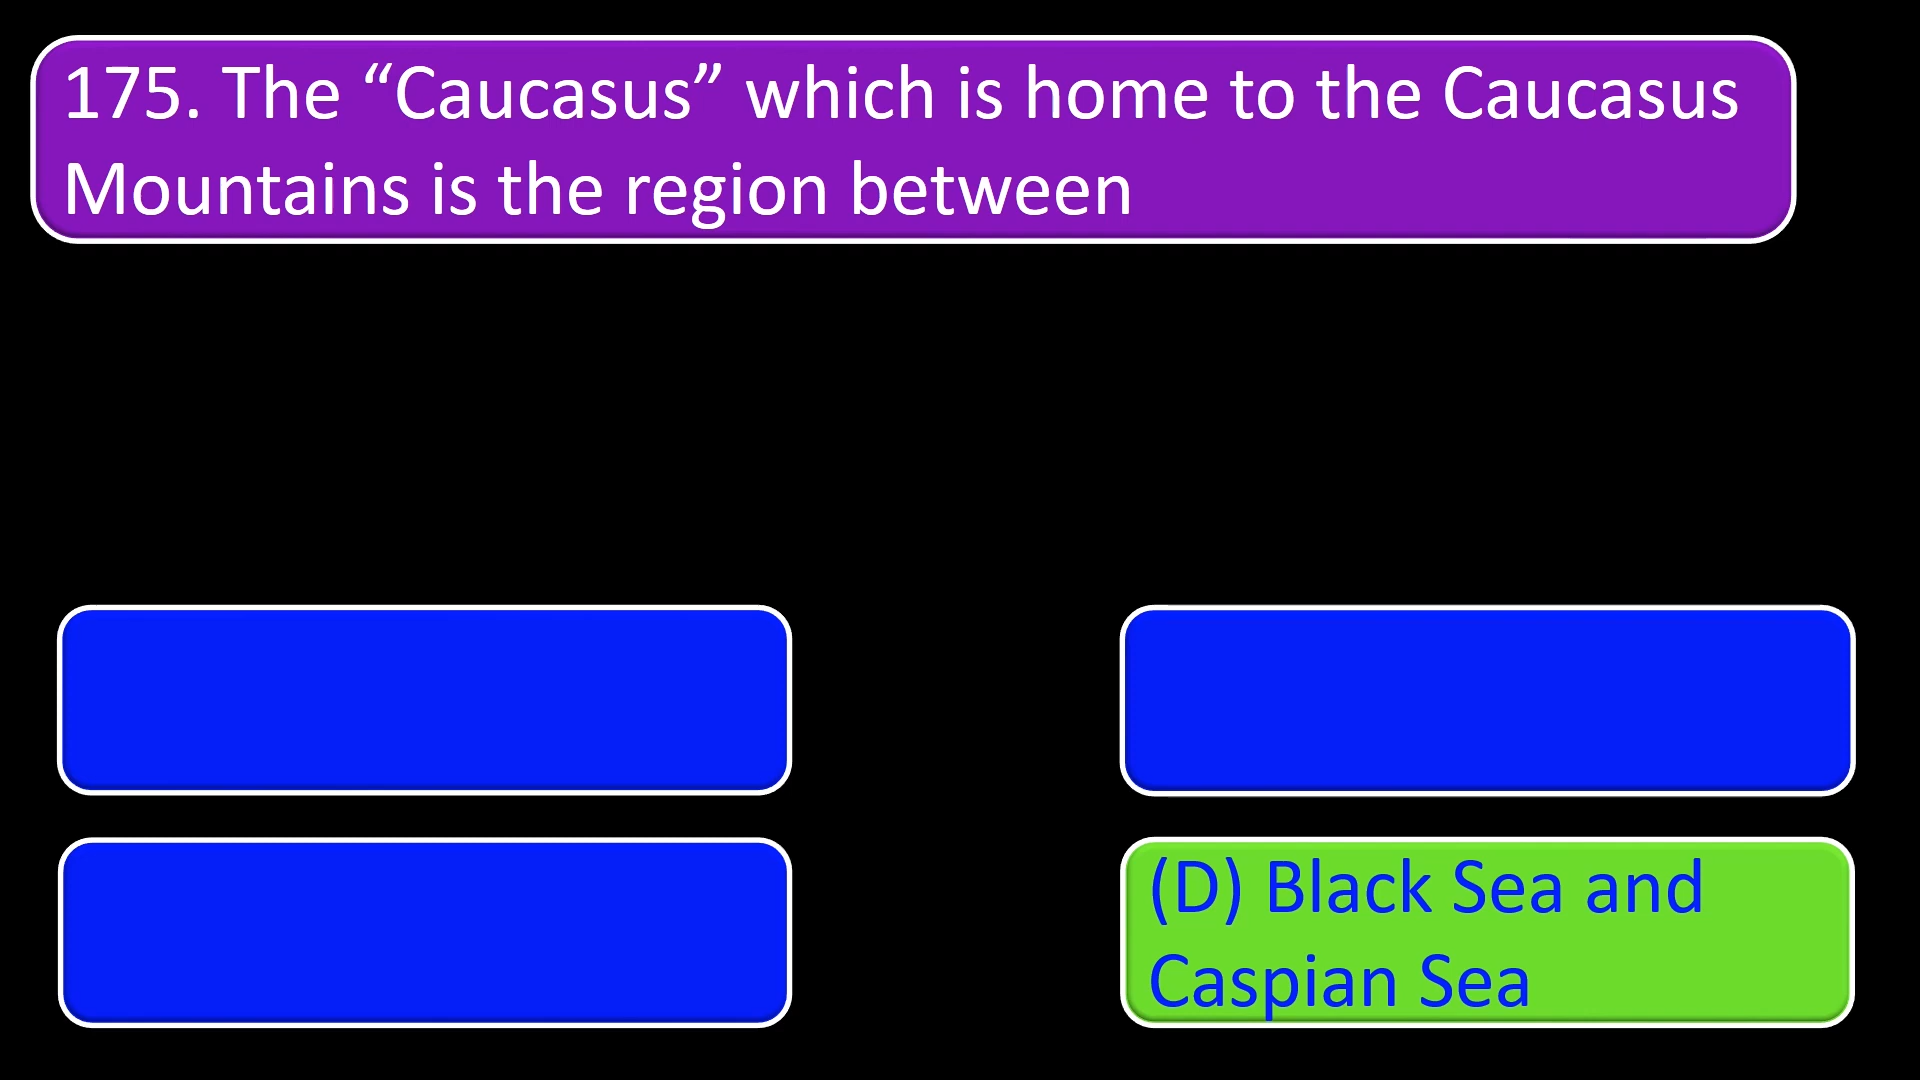 175. The “Caucasus” which is home to the Caucasus
Mountains is the region between
(D) Black Sea and
Caspian Sea